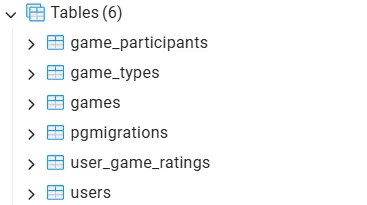 Tables (6)
game_participants
game_types
games
pgmigrations
user_game_ratings
users